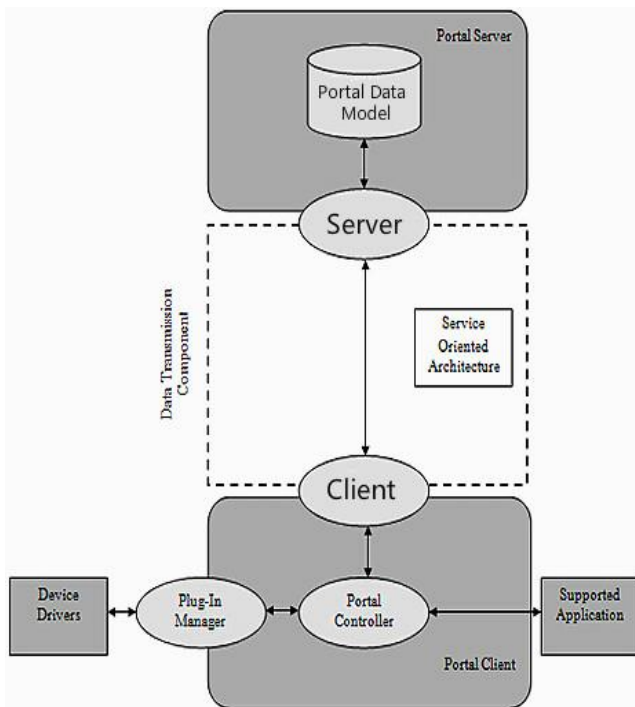 Portal Server
Portal Data
Model
Server
Data Transmission
Component
Service
Oriented
Architecture
Client
Device
Drivers
Plug-In
Manager
Portal
Controller
Supported
Application
Portal Client